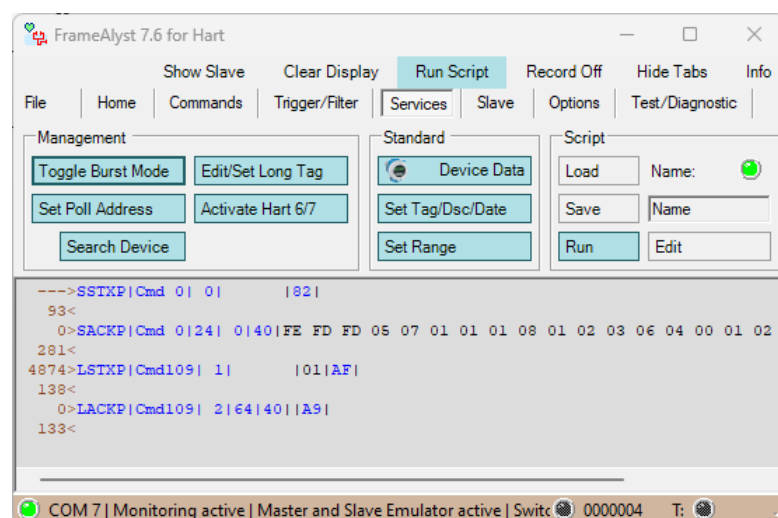 FrameAlyst 7.6 for Hart
Show Slave Clear Display Run Script Record Off Hide Tabs Info
File Home Commands Trigger/Filter Services Slave Options Test/Diagnostic
Management Standard Script
Toggle Burst Mode Edit/Set Long Tag Device Data Load Name:
Set Poll Address Activate Hart 6/7 Set Tag/Dsc/Date Save Name
Search Device Set Range Run Edit
--->SSTXP|Cmd 0| 0| |82|
93<
0>SACKP|Cmd 0|24| 0|40|FE FD FD 05 07 01 01 01 08 01 02 03 06 04 00 01 02
281<
4874>LSTXP|Cmd109| 1| |01|AF|
138<
0>LACKP|Cmd109| 2|64|40||A9|
133<
COM 7 | Monitoring active | Master and Slave Emulator active | Switc 0000004 T: